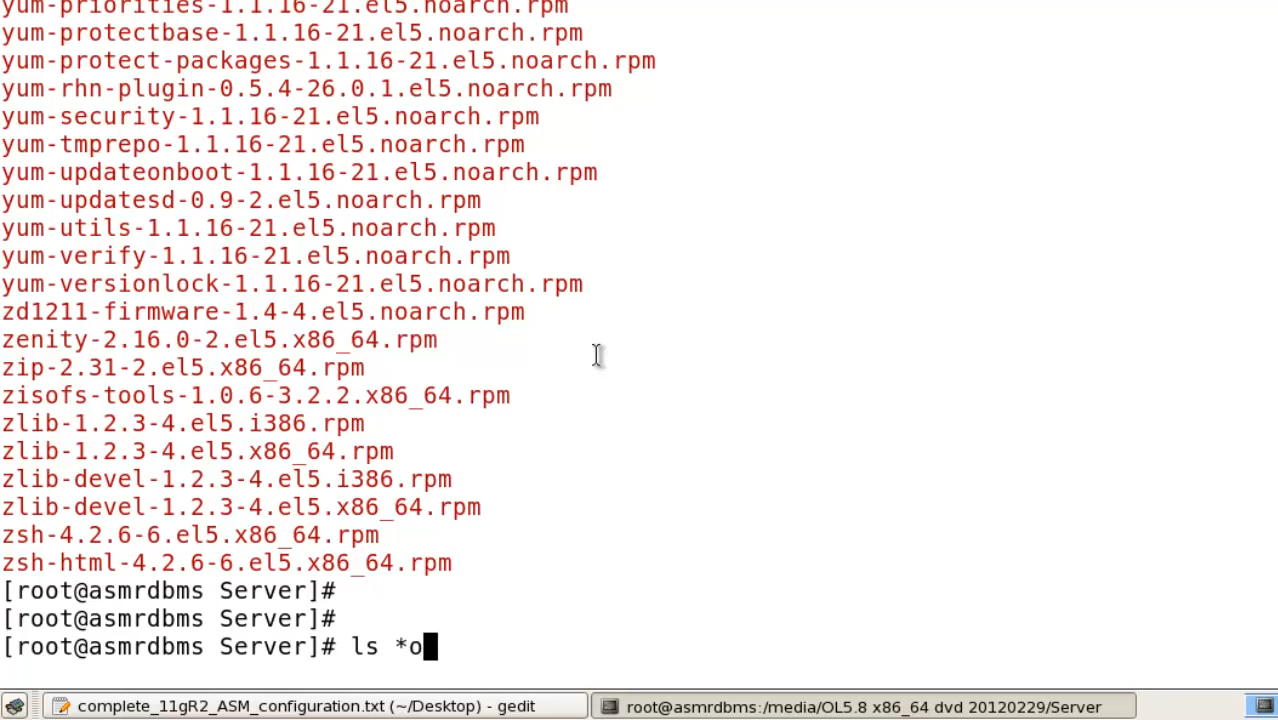 yum-priorities-1.1.16-21.el5.noarch.rpm
yum-protectbase-1.1.16-21.el5.noarch.rpm
yum-protect-packages-1.1.16-21.el5.noarch.rpm
yum-rhn-plugin-0.5.4-26.0.1.el5.noarch.rpm
yum-security-1.1.16-21.el5.noarch.rpm
yum-tmprepo-1.1.16-21.el5.noarch.rpm
yum-updateonboot-1.1.16-21.el5.noarch.rpm
yum-updatesd-0.9-2.el5.noarch.rpm
yum-utils-1.1.16-21.el5.noarch.rpm
yum-verify-1.1.16-21.el5.noarch.rpm
yum-versionlock-1.1.16-21.el5.noarch.rpm
zd1211-firmware-1.4-4.el5.noarch.rpm
zenity-2.16.0-2.el5.x86_64.rpm
zip-2.31-2.el5.x86_64.rpm
zisofs-tools-1.0.6-3.2.2.x86_64.rpm
zlib-1.2.3-4.el5.i386.rpm
zlib-1.2.3-4.el5.x86_64.rpm
zlib-devel-1.2.3-4.el5.i386.rpm
zlib-devel-1.2.3-4.el5.x86_64.rpm
zsh-4.2.6-6.el5.x86_64.rpm
zsh-html-4.2.6-6.el5.x86_64.rpm
[root@asmrdbms Server]#
[root@asmrdbms Server]#
[root@asmrdbms Server]# ls *o
complete_11gR2_ASM_configuration.txt (~/Desktop) - gedit
root@asmrdbms:/media/OL5.8 x86_64 dvd 20120229/Server